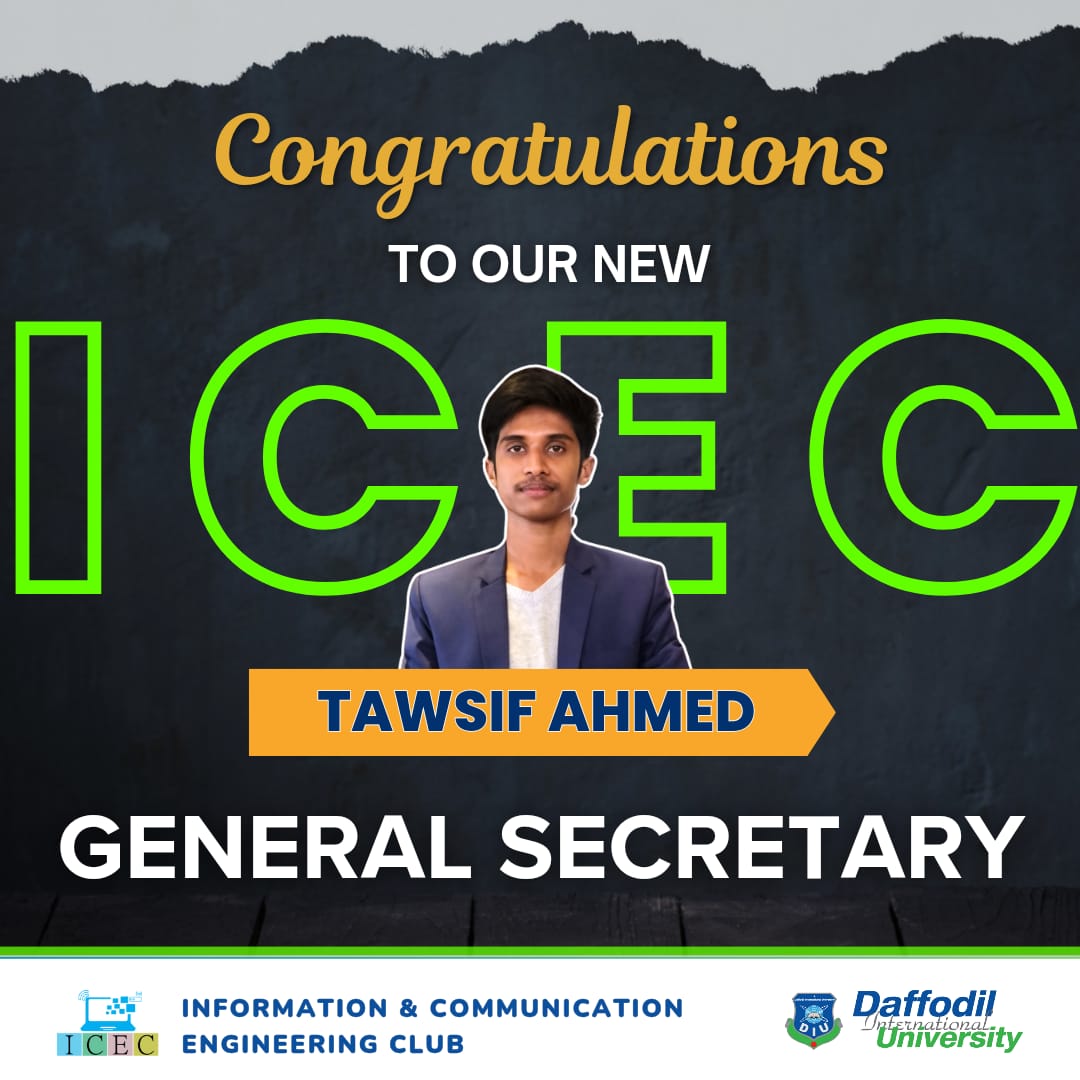 Congratulations
TO OUR NEW
ICEC
TAWSIF AHMED
GENERAL SECRETARY
ICEC
INFORMATION & COMMUNICATION
ENGINEERING CLUB
DIU
Daffodil
International
University